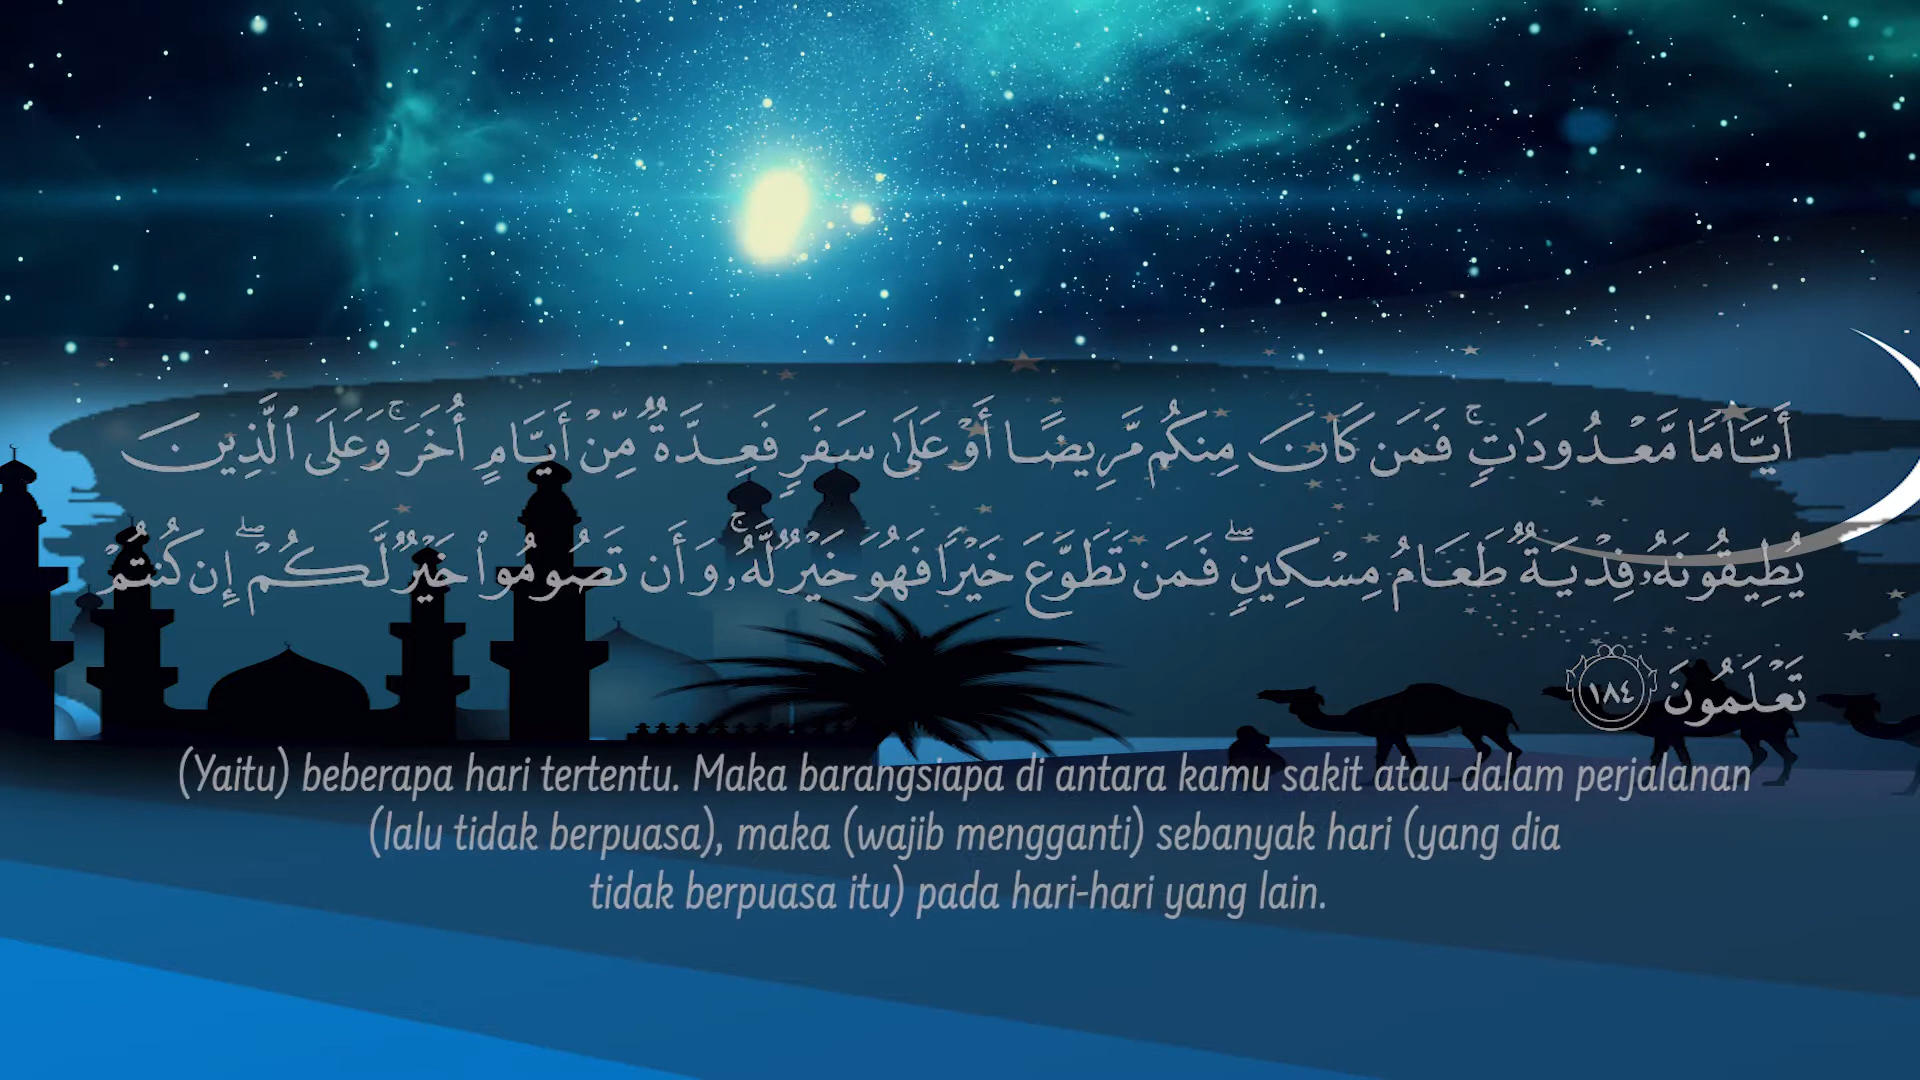 أَيَّامًا مَّعْدُودَٰتٍۚ فَمَن كَانَ مِنكُم مَّرِيضًا أَوْ عَلَىٰ سَفَرٍ فَعِدَّةٌ مِّنْ أَيَّامٍ أُخَرَۚ وَعَلَى ٱلَّذِينَ
يُطِيقُونَهُۥ فِدْيَةٌ طَعَامُ مِسْكِينٍۖ فَمَن تَطَوَّعَ خَيْرًا فَهُوَ خَيْرٌ لَّهُۥۚ وَأَن تَصُومُوا۟ خَيْرٌ لَّكُمْۖ إِن كُنتُمْ
تَعْلَمُونَ ١٨٤
(Yaitu) beberapa hari tertentu. Maka barangsiapa di antara kamu sakit atau dalam perjalanan
(lalu tidak berpuasa), maka (wajib mengganti) sebanyak hari (yang dia
tidak berpuasa itu) pada hari-hari yang lain.